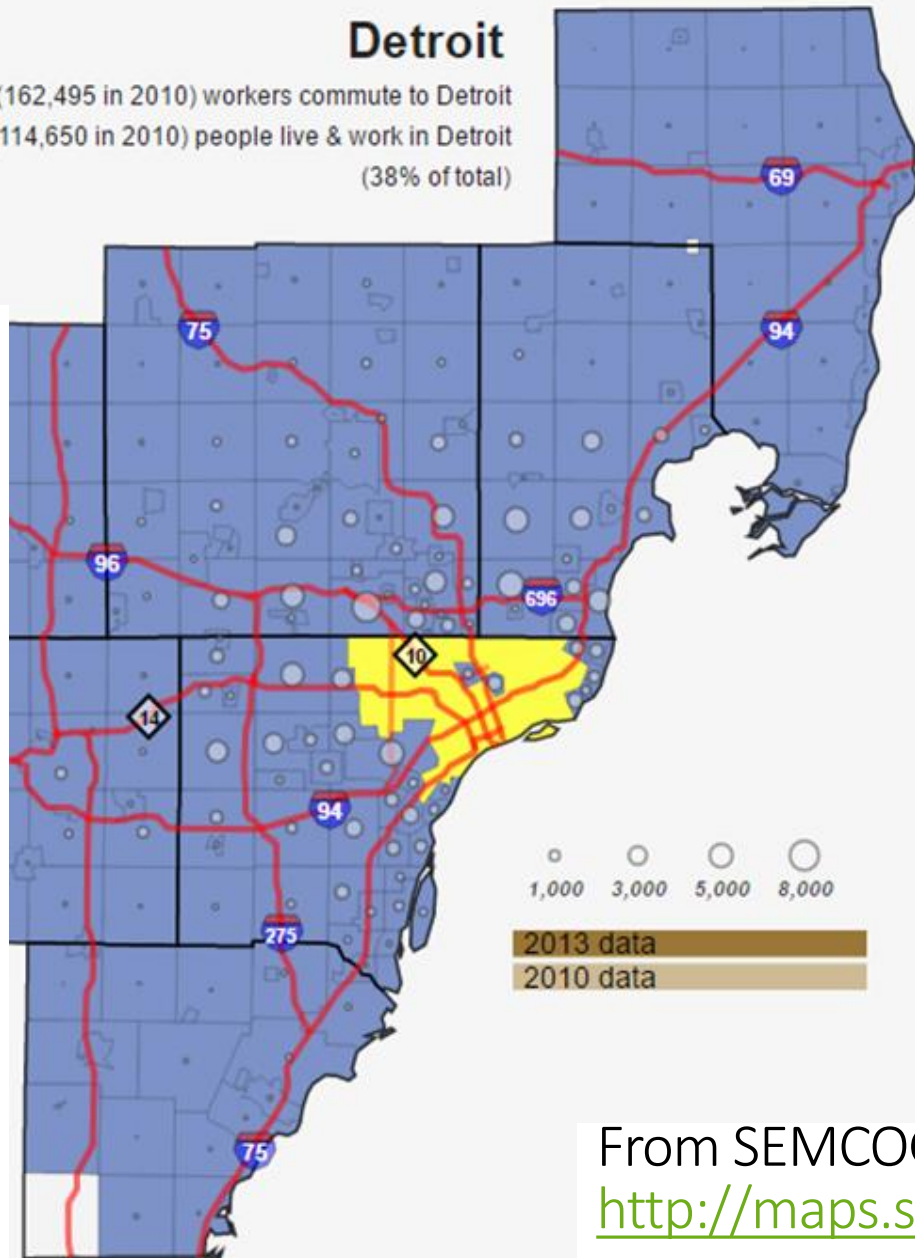 Detroit
(162,495 in 2010) workers commute to Detroit
114,650 in 2010) people live & work in Detroit
(38% of total)
69
75
94
96
696
10
14
94
1,000 3,000 5,000 8,000
275
2013 data
2010 data
75
From SEMCOG
http://maps.s